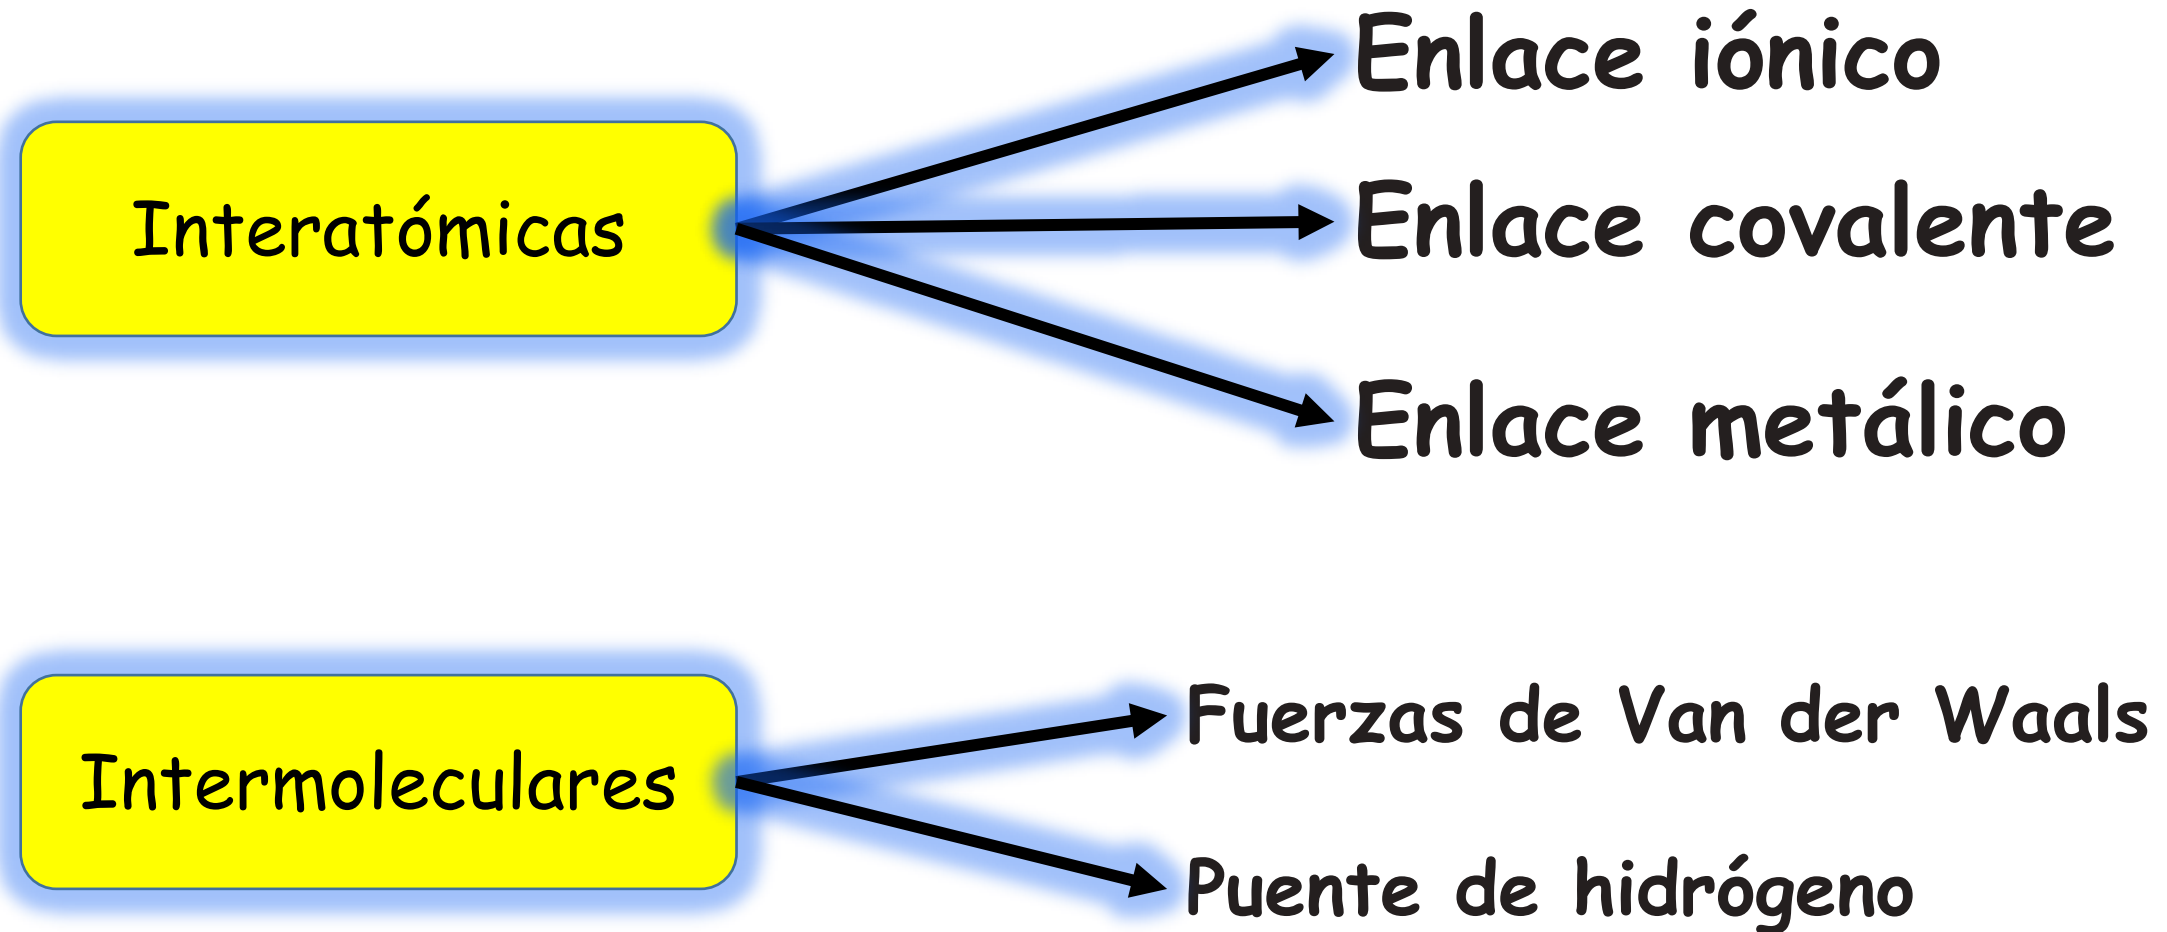 Interatómicas
Enlace iónico
Enlace covalente
Enlace metálico
Intermoleculares
Fuerzas de Van der Waals
Puente de hidrógeno